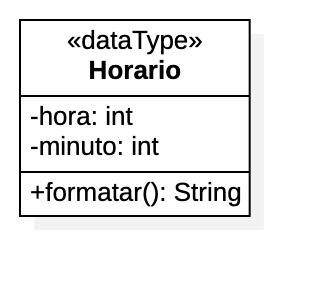 «dataType»
Horario
-hora: int
-minuto: int
+formatar(): String